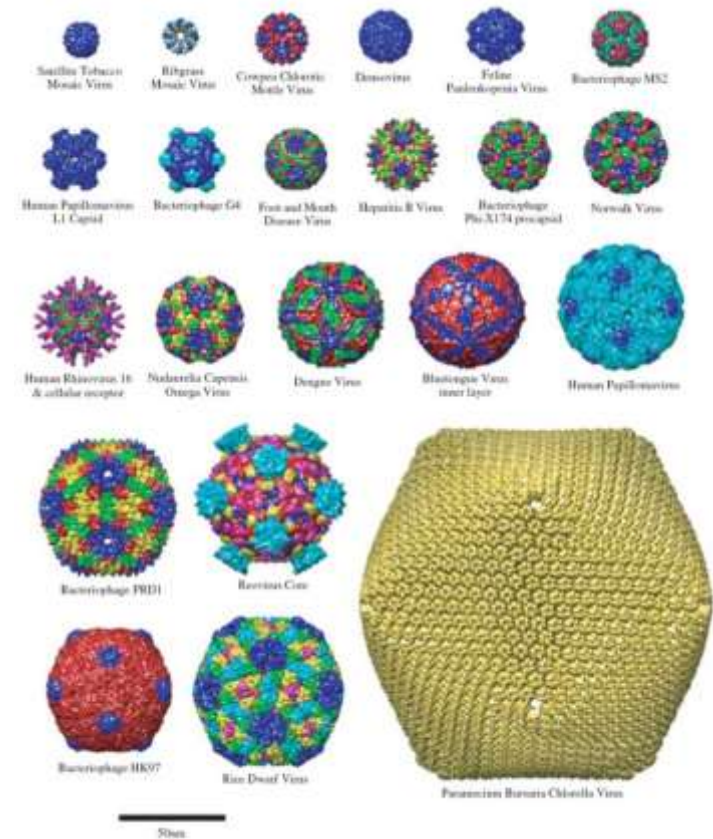 Satellite Tobacco
Mosaic Virus
Ribgrass
Mosaic Virus
Cowpea Chlorotic
Mottle Virus
Densovirus
Feline
Panleukopenia Virus
Bacteriophage MS2
Human Papillomavirus
L1 Capsid
Bacteriophage G4
Foot and Mouth
Disease Virus
Hepatitis B Virus
Bacteriophage
Phi-X174 procapsid
Norwalk Virus
Human Rhinovirus 16
& cellular receptor
Nudaurelia Capensis
Omega Virus
Dengue Virus
Bluetongue Virus
inner layer
Human Papillomavirus
Bacteriophage PRD1
Reovirus Core
Bacteriophage HK97
Rice Dwarf Virus
Paramecium Bursaria Chlorella Virus
50nm